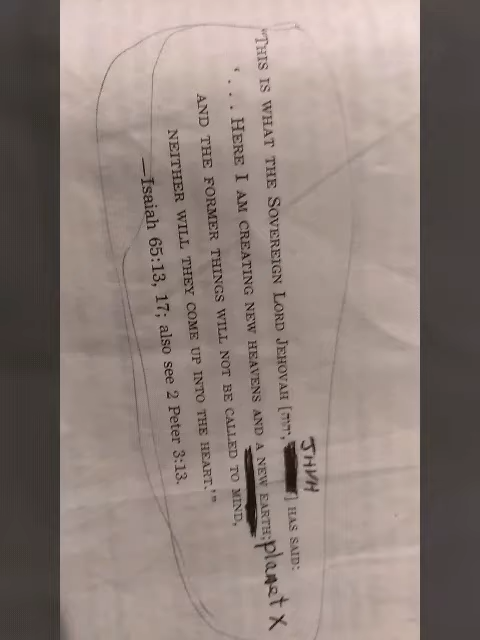 "THIS IS WHAT THE SOVEREIGN LORD JEHOVAH [יהוה, JHVH] HAS SAID:
'... HERE I AM CREATING NEW HEAVENS AND A NEW EARTH; planet X
AND THE FORMER THINGS WILL NOT BE CALLED TO MIND,
NEITHER WILL THEY COME UP INTO THE HEART.'"
—Isaiah 65:13, 17; also see 2 Peter 3:13.